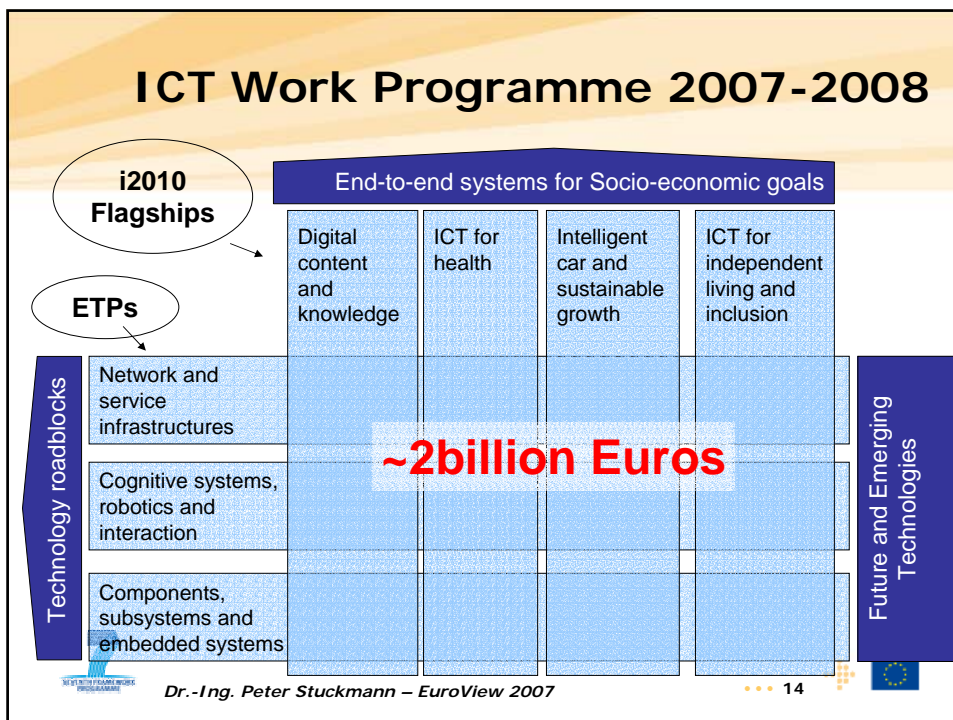 ICT Work Programme 2007-2008
i2010
Flagships
End-to-end systems for Socio-economic goals
Digital
content
and
knowledge
ICT for
health
Intelligent
car and
sustainable
growth
ICT for
independent
living and
inclusion
ETPs
Technology roadblocks
Network and
service
infrastructures
~2billion Euros
Cognitive systems,
robotics and
interaction
Components,
subsystems and
embedded systems
Future and Emerging
Technologies
SEVENTH FRAMEWORK
PROGRAMME
Dr.-Ing. Peter Stuckmann – EuroView 2007
14